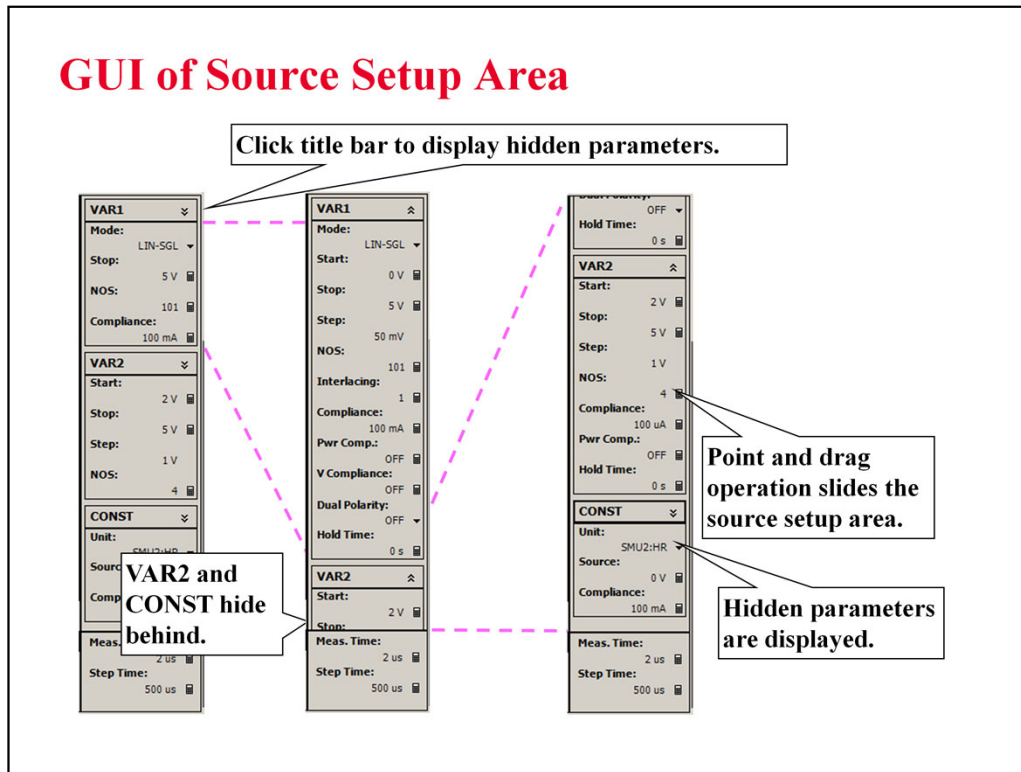 GUI of Source Setup Area
Click title bar to display hidden parameters.
VAR1
Mode:
LIN-SGL
Stop:
5 V
NOS:
101
Compliance:
100 mA
VAR2
Start:
2 V
Stop:
5 V
Step:
1 V
NOS:
4
CONST
Unit:
SMU2:HR
Sourc
Comp
VAR2 and
CONST hide
behind.
Meas. Time:
2 us
Step Time:
500 us
VAR1
Mode:
LIN-SGL
Start:
0 V
Stop:
5 V
Step:
50 mV
NOS:
101
Interlacing:
1
Compliance:
100 mA
Pwr Comp.:
OFF
V Compliance:
OFF
Dual Polarity:
OFF
Hold Time:
0 s
VAR2
Start:
2 V
Stop:
Meas. Time:
2 us
Step Time:
500 us
Dual Polarity:
OFF
Hold Time:
0 s
VAR2
Start:
2 V
Stop:
5 V
Step:
1 V
NOS:
4
Compliance:
100 uA
Pwr Comp.:
OFF
Hold Time:
0 s
CONST
Unit:
SMU2:HR
Source:
0 V
Compliance:
100 mA
Meas. Time:
2 us
Step Time:
500 us
Point and drag
operation slides the
source setup area.
Hidden parameters
are displayed.